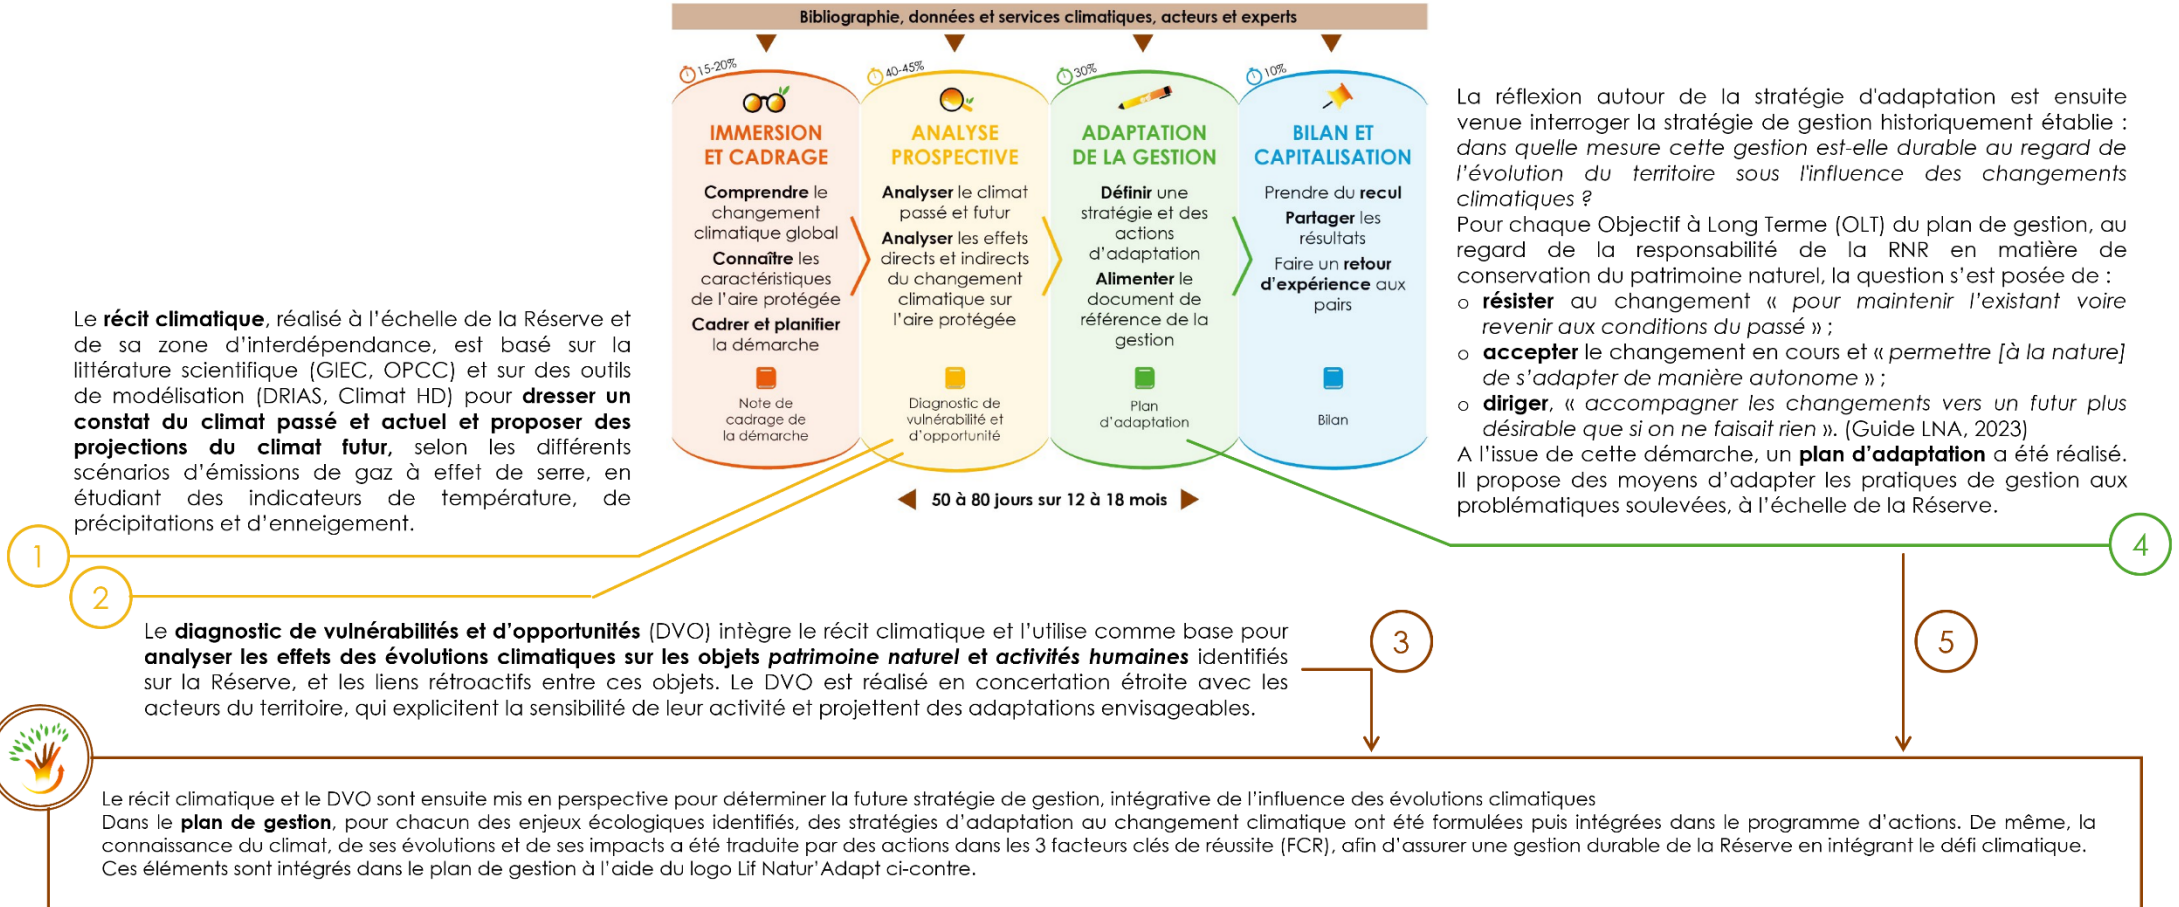 Bibliographie, données et services climatiques, acteurs et experts
15-20%
IMMERSION
ET CADRAGE
Comprendre le
changement
climatique global
Connaître les
caractéristiques
de l'aire protégée
Cadrer et planifier
la démarche
Note de
cadrage de
la démarche
40-45%
ANALYSE
PROSPECTIVE
Analyser le climat
passé et futur
Analyser les effets
directs et indirects
du changement
climatique sur
l'aire protégée
Diagnostic de
vulnérabilité et
d'opportunité
30%
ADAPTATION
DE LA GESTION
Définir une
stratégie et des
actions
d'adaptation
Alimenter le
document de
référence de la
gestion
Plan
d'adaptation
10%
BILAN ET
CAPITALISATION
Prendre du recul
Partager les
résultats
Faire un retour
d'expérience aux
pairs
Bilan
50 à 80 jours sur 12 à 18 mois
Le récit climatique, réalisé à l'échelle de la Réserve et
de sa zone d'interdépendance, est basé sur la
littérature scientifique (GIEC, OPCC) et sur des outils
de modélisation (DRIAS, Climat HD) pour dresser un
constat du climat passé et actuel et proposer des
projections du climat futur, selon les différents
scénarios d'émissions de gaz à effet de serre, en
étudiant des indicateurs de température, de
précipitations et d'enneigement.
1
2
Le diagnostic de vulnérabilités et d'opportunités (DVO) intègre le récit climatique et l'utilise comme base pour
analyser les effets des évolutions climatiques sur les objets patrimoine naturel et activités humaines identifiés
sur la Réserve, et les liens rétroactifs entre ces objets. Le DVO est réalisé en concertation étroite avec les
acteurs du territoire, qui explicitent la sensibilité de leur activité et projettent des adaptations envisageables.
3
La réflexion autour de la stratégie d'adaptation est ensuite
venue interroger la stratégie de gestion historiquement établie :
dans quelle mesure cette gestion est-elle durable au regard de
l'évolution du territoire sous l'influence des changements
climatiques ?
Pour chaque Objectif à Long Terme (OLT) du plan de gestion, au
regard de la responsabilité de la RNR en matière de
conservation du patrimoine naturel, la question s'est posée de :
o résister au changement « pour maintenir l'existant voire
revenir aux conditions du passé » ;
o accepter le changement en cours et « permettre [à la nature]
de s'adapter de manière autonome » ;
o diriger, « accompagner les changements vers un futur plus
désirable que si on ne faisait rien ». (Guide LNA, 2023)
A l'issue de cette démarche, un plan d'adaptation a été réalisé.
Il propose des moyens d'adapter les pratiques de gestion aux
problématiques soulevées, à l'échelle de la Réserve.
4
5
Le récit climatique et le DVO sont ensuite mis en perspective pour déterminer la future stratégie de gestion, intégrative de l'influence des évolutions climatiques
Dans le plan de gestion, pour chacun des enjeux écologiques identifiés, des stratégies d'adaptation au changement climatique ont été formulées puis intégrées dans le programme d'actions. De même, la
connaissance du climat, de ses évolutions et de ses impacts a été traduite par des actions dans les 3 facteurs clés de réussite (FCR), afin d'assurer une gestion durable de la Réserve en intégrant le défi climatique.
Ces éléments sont intégrés dans le plan de gestion à l'aide du logo Lif Natur'Adapt ci-contre.